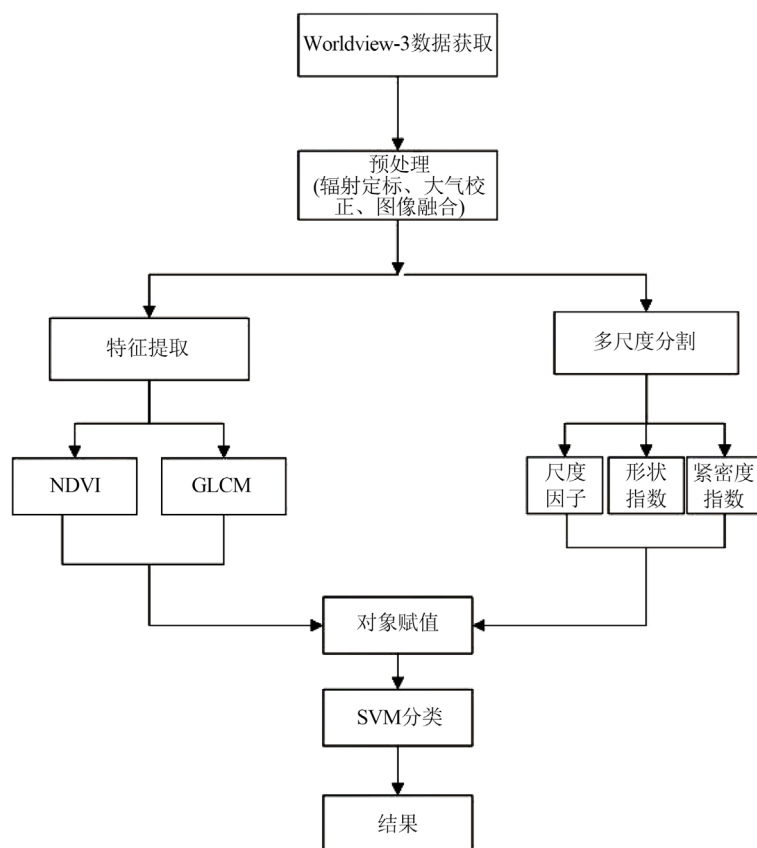 Worldview-3数据获取
预处理
(辐射定标、大气校
正、图像融合)
特征提取
多尺度分割
NDVI
GLCM
尺度
因子
形状
指数
紧密度
指数
对象赋值
SVM分类
结果